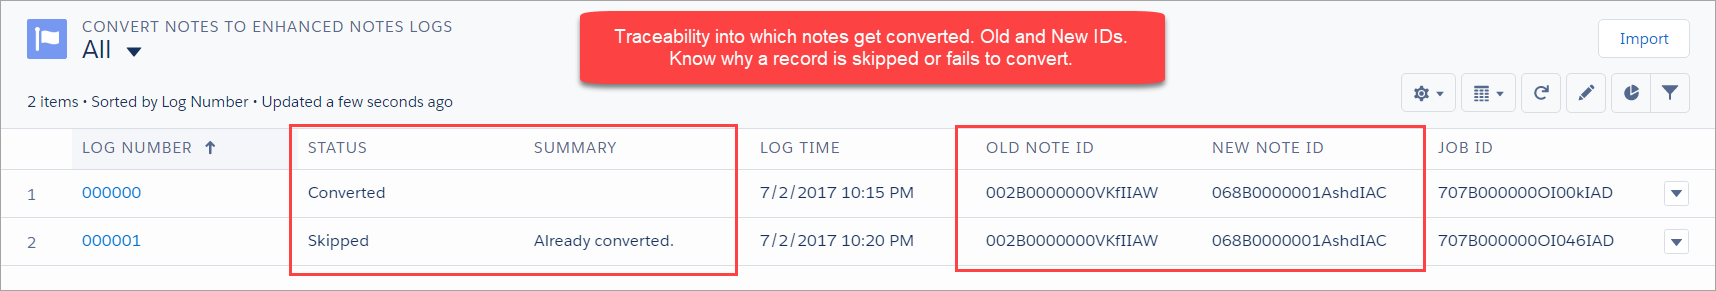 CONVERT NOTES TO ENHANCED NOTES LOGS
All
Traceability into which notes get converted. Old and New IDs.
Know why a record is skipped or fails to convert.
Import
2 items • Sorted by Log Number • Updated a few seconds ago
LOG NUMBER STATUS SUMMARY LOG TIME OLD NOTE ID NEW NOTE ID JOB ID
1 000000 Converted 7/2/2017 10:15 PM 002B0000000VKfIIAW 068B0000001AshdIAC 707B000000OI00kIAD
2 000001 Skipped Already converted. 7/2/2017 10:20 PM 002B0000000VKfIIAW 068B0000001AshdIAC 707B000000OI046IAD